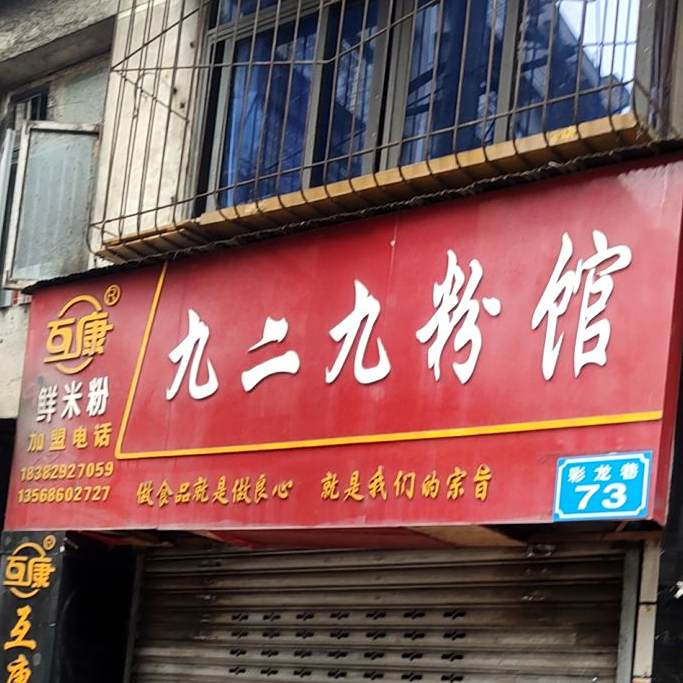 互康®
鲜米粉
加盟电话
18382927059
13568602727
九二九粉馆
做食品就是做良心 就是我们的宗旨
彩龙巷
73
互康®
互康